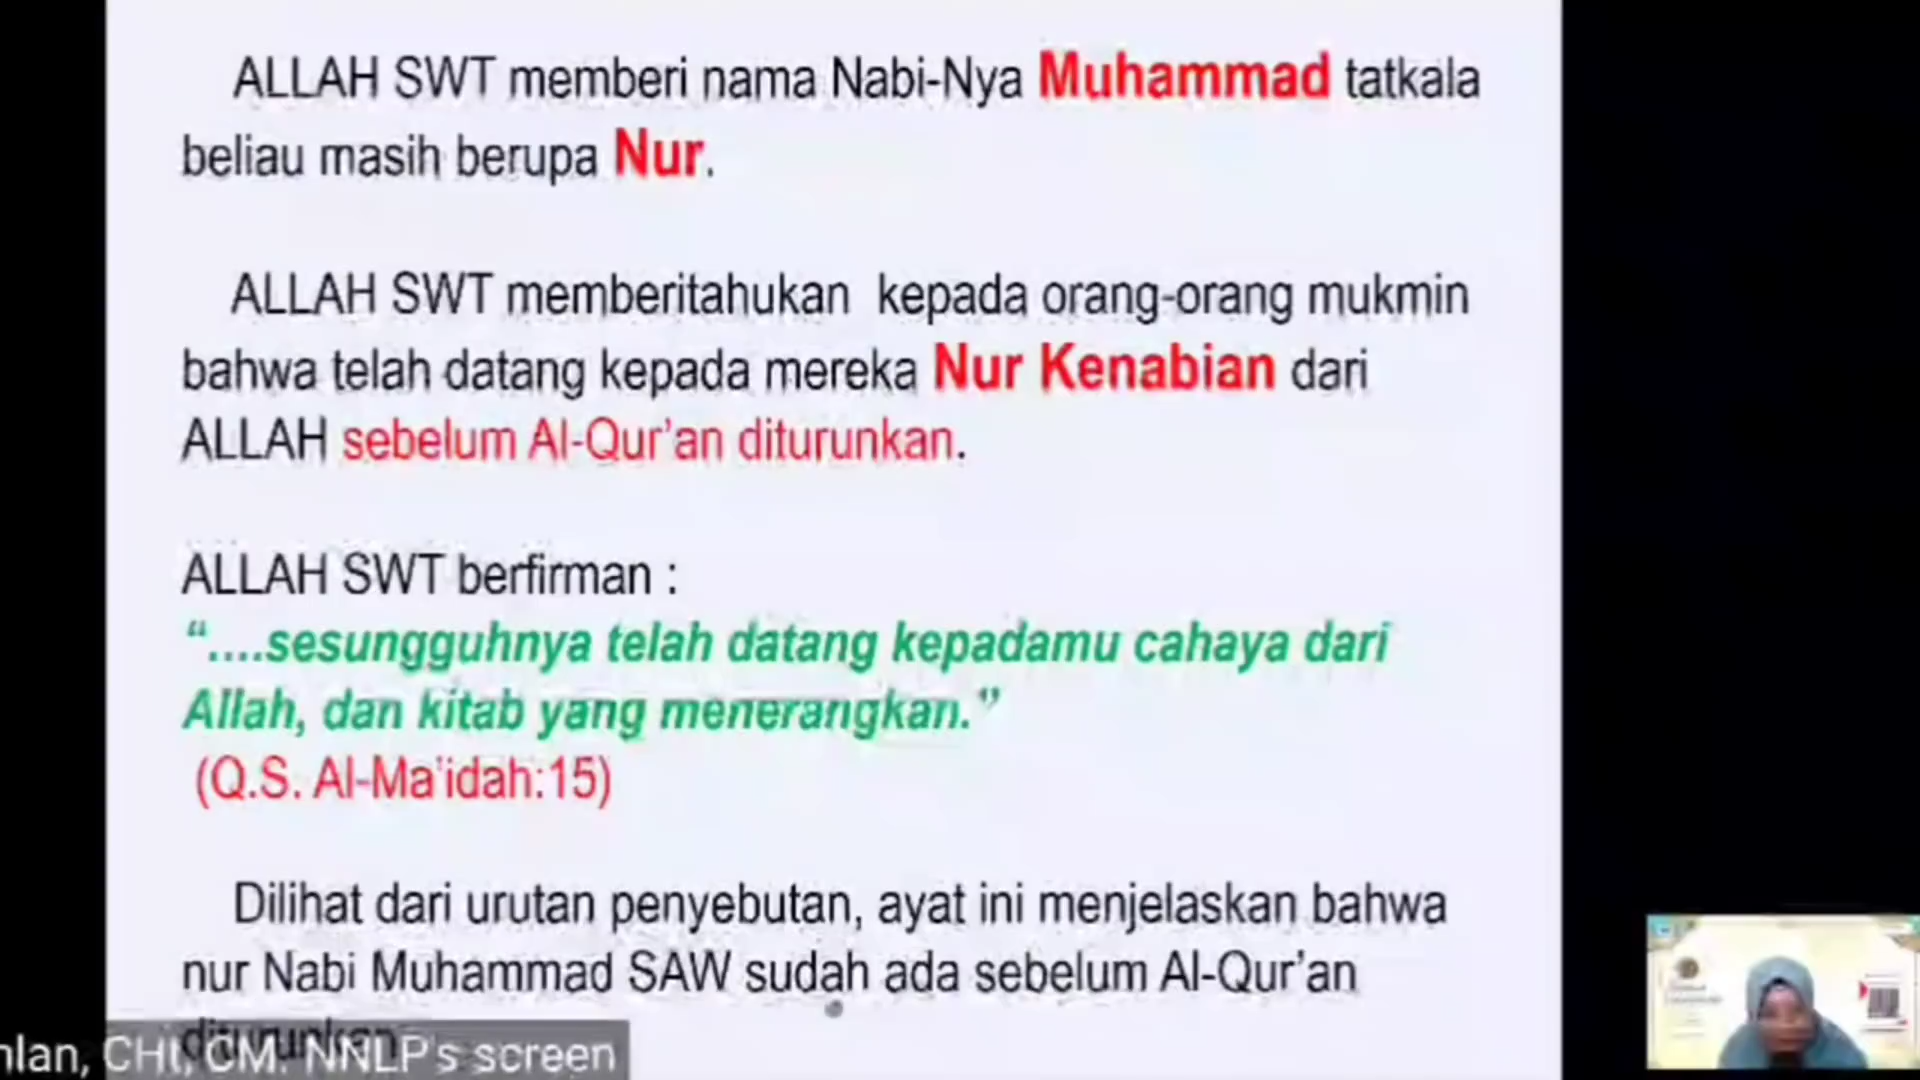 ALLAH SWT memberi nama Nabi-Nya Muhammad tatkala
beliau masih berupa Nur.
ALLAH SWT memberitahukan kepada orang-orang mukmin
bahwa telah datang kepada mereka Nur Kenabian dari
ALLAH sebelum Al-Qur’an diturunkan.
ALLAH SWT berfirman :
“....sesungguhnya telah datang kepadamu cahaya dari
Allah, dan kitab yang menerangkan.”
(Q.S. Al-Ma'idah:15)
Dilihat dari urutan penyebutan, ayat ini menjelaskan bahwa
nur Nabi Muhammad SAW sudah ada sebelum Al-Qur’an
diturunkan
nlan, CHt, CM. NNLP's screen